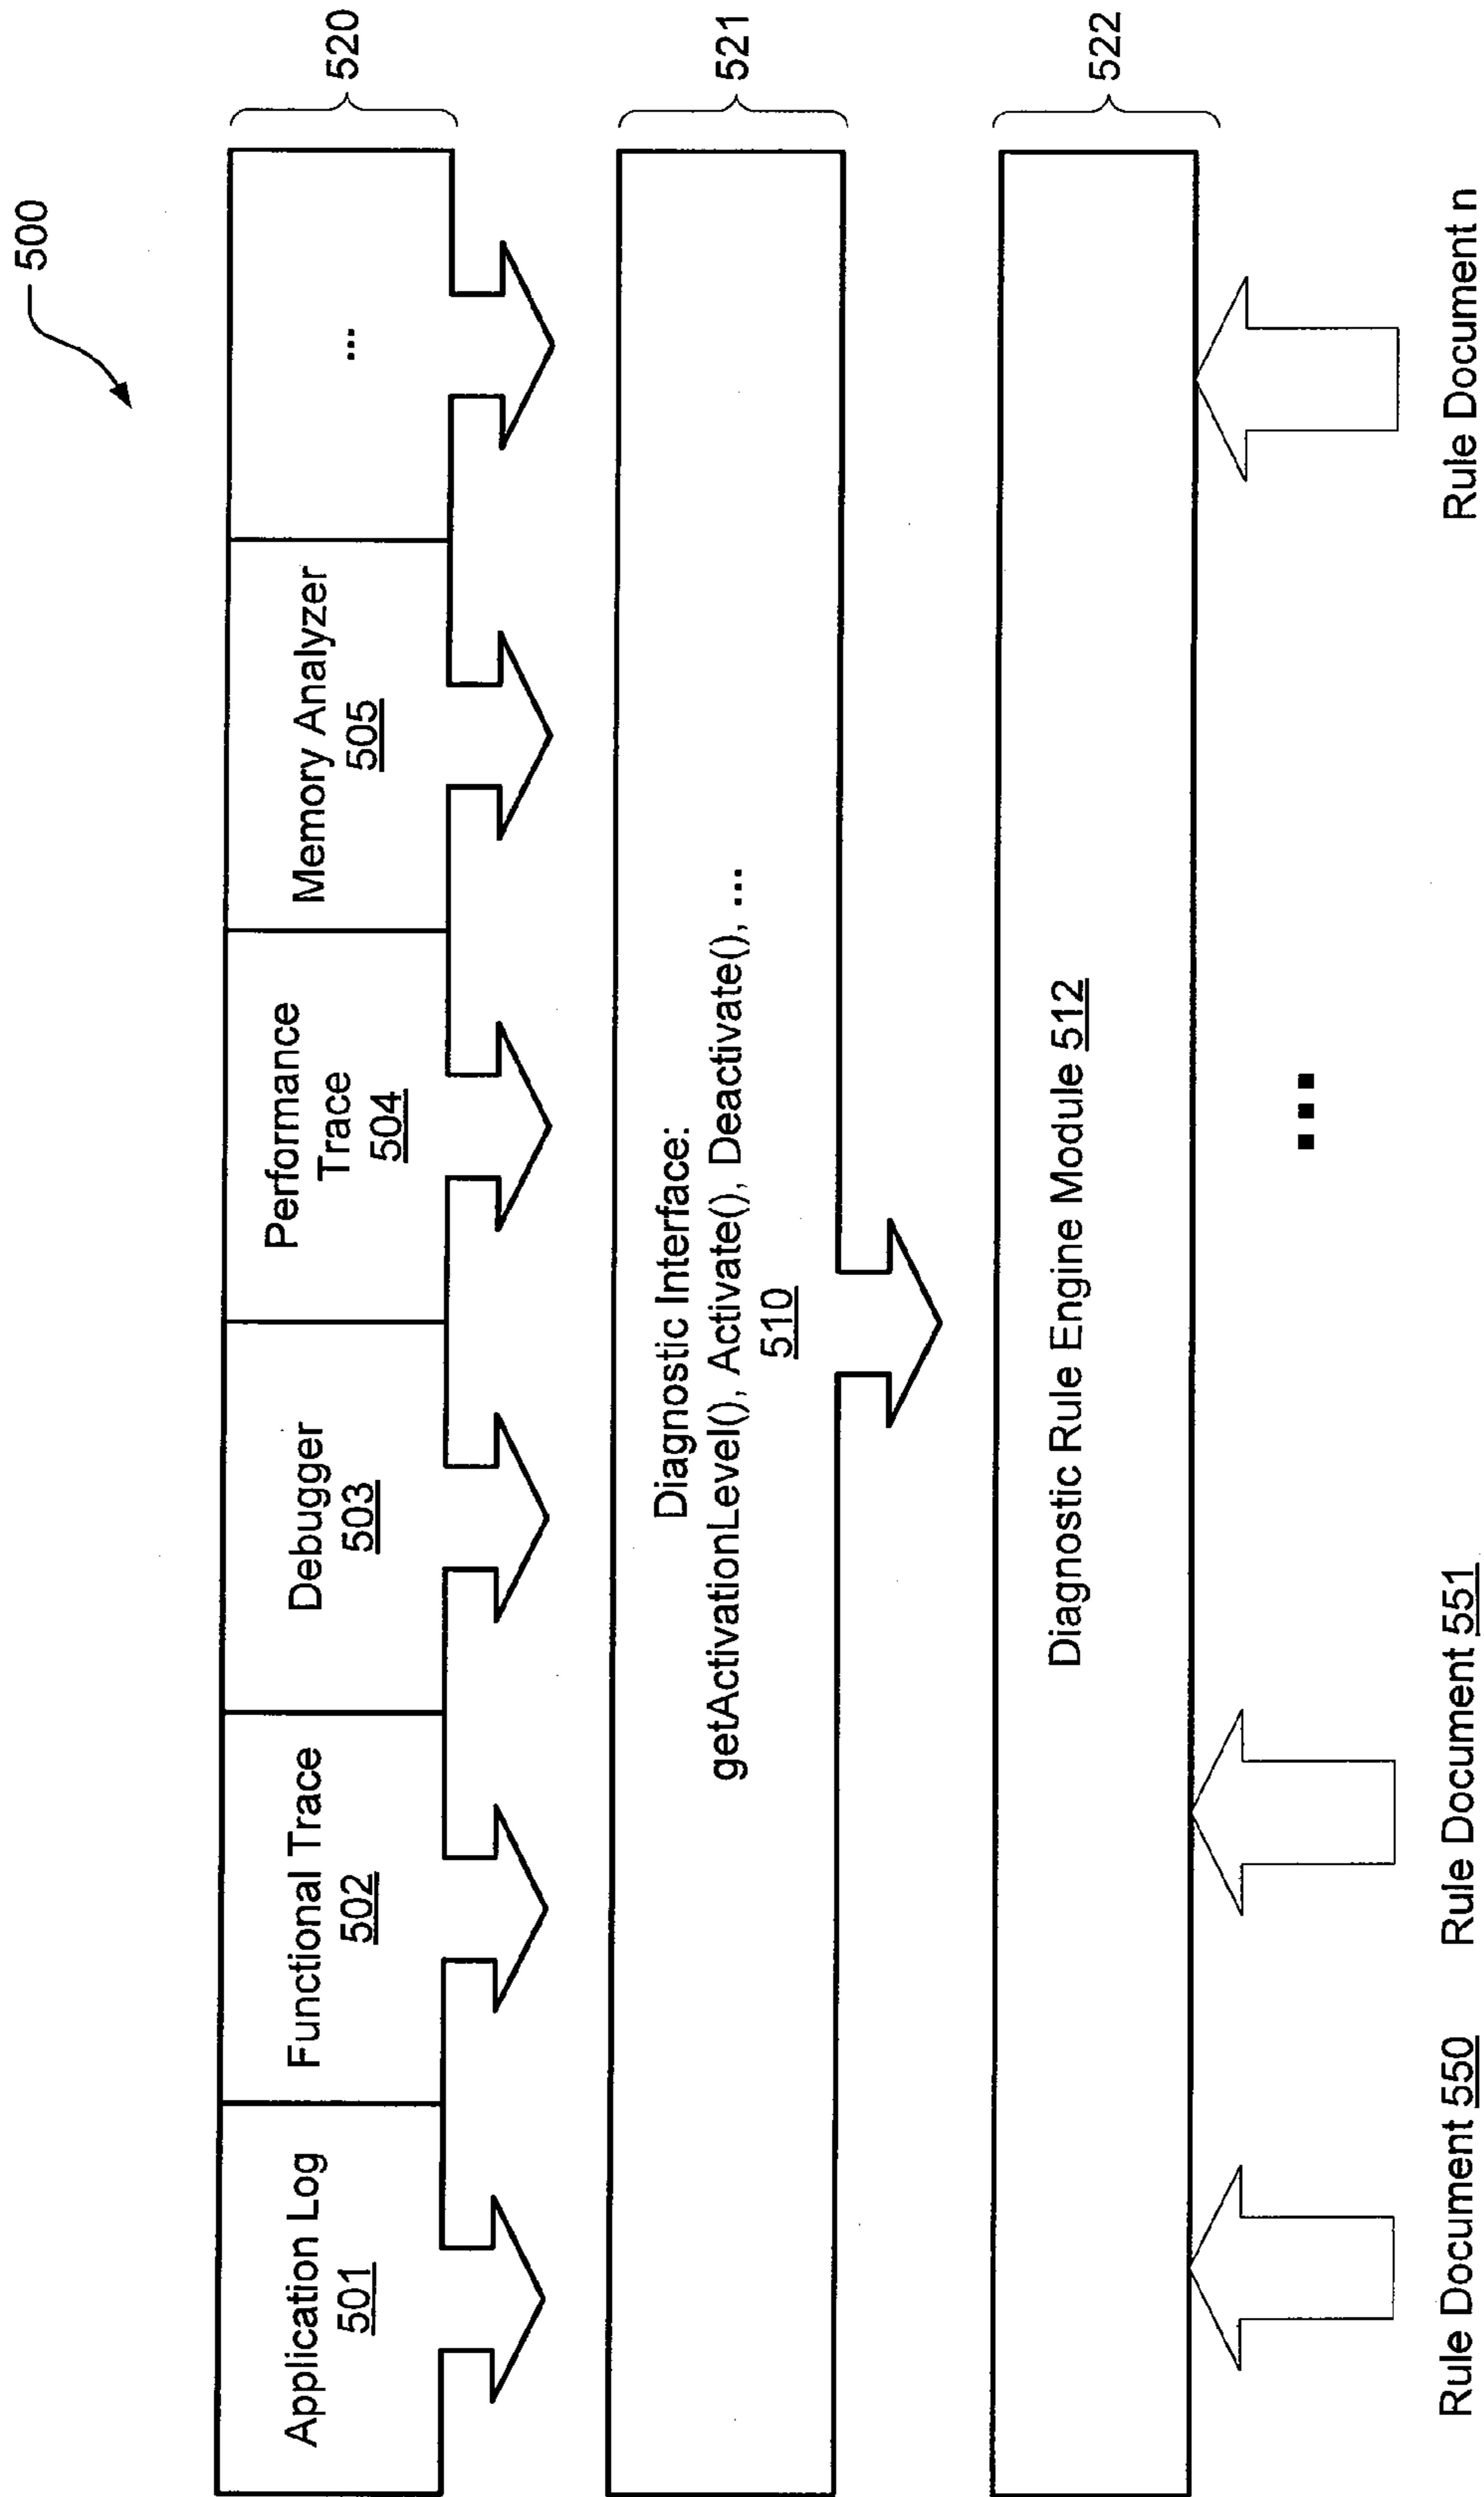 500
Application Log
501
Functional Trace
502
Debugger
503
Performance
Trace
504
Memory Analyzer
505
...
520
Diagnostic Interface:
getActivationLevel(), Activate(), Deactivate(), ...
510
521
Diagnostic Rule Engine Module 512
522
...
Rule Document 550
Rule Document 551
Rule Document n